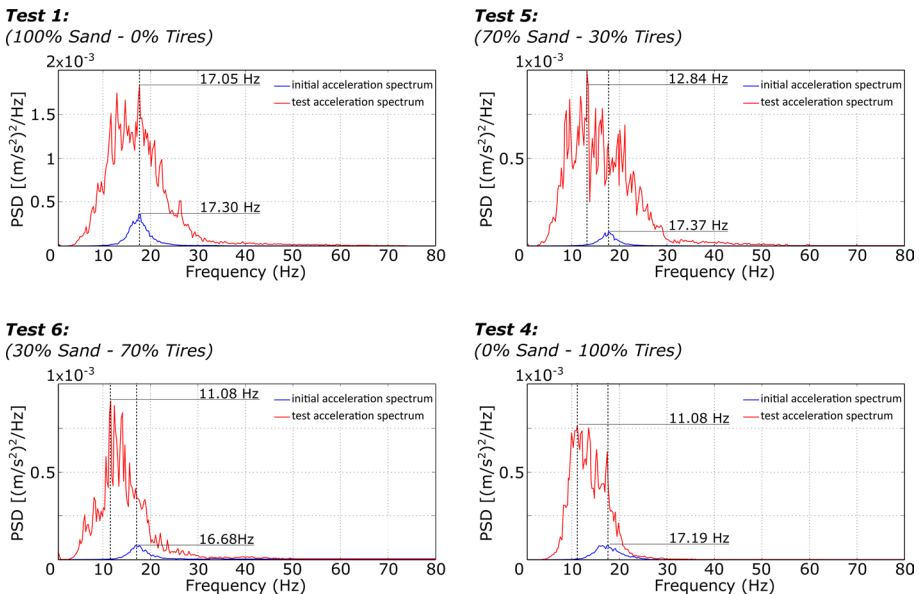 Test 1:
(100% Sand - 0% Tires)
2x10⁻³
17.05 Hz
initial acceleration spectrum
test acceleration spectrum
1.5
1
0.5
0
17.30 Hz
PSD [(m/s²)²/Hz]
10 20 30 40 50 60 70 80
Frequency (Hz)
Test 5:
(70% Sand - 30% Tires)
1x10⁻³
12.84 Hz
initial acceleration spectrum
test acceleration spectrum
0.5
0
17.37 Hz
PSD [(m/s²)²/Hz]
10 20 30 40 50 60 70 80
Frequency (Hz)
Test 6:
(30% Sand - 70% Tires)
1x10⁻³
11.08 Hz
initial acceleration spectrum
test acceleration spectrum
0.5
0
16.68Hz
PSD [(m/s²)²/Hz]
10 20 30 40 50 60 70 80
Frequency (Hz)
Test 4:
(0% Sand - 100% Tires)
1x10⁻³
initial acceleration spectrum
test acceleration spectrum
11.08 Hz
0.5
0
17.19 Hz
PSD [(m/s²)²/Hz]
10 20 30 40 50 60 70 80
Frequency (Hz)